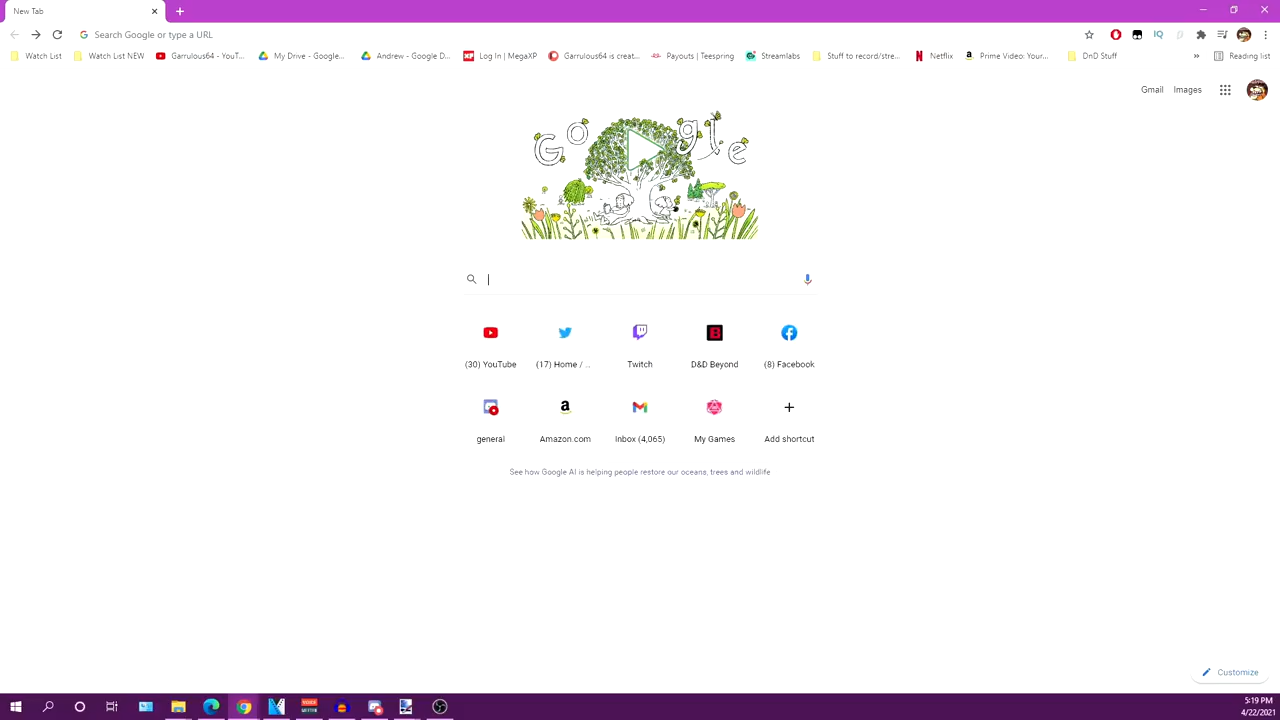 New Tab
Search Google or type a URL
Watch List
Watch List NEW
Garrulous64 - YouT...
My Drive - Google...
Andrew - Google D...
Log In | MegaXP
Garrulous64 is creat...
Payouts | Teespring
Streamlabs
Stuff to record/stre...
Netflix
Prime Video: Your...
DnD Stuff
»
Reading list
Gmail
Images
Google
(30) YouTube
(17) Home / ...
Twitch
D&D Beyond
(8) Facebook
general
Amazon.com
Inbox (4,065)
My Games
Add shortcut
See how Google AI is helping people restore our oceans, trees and wildlife
Customize
5:19 PM
4/22/2021